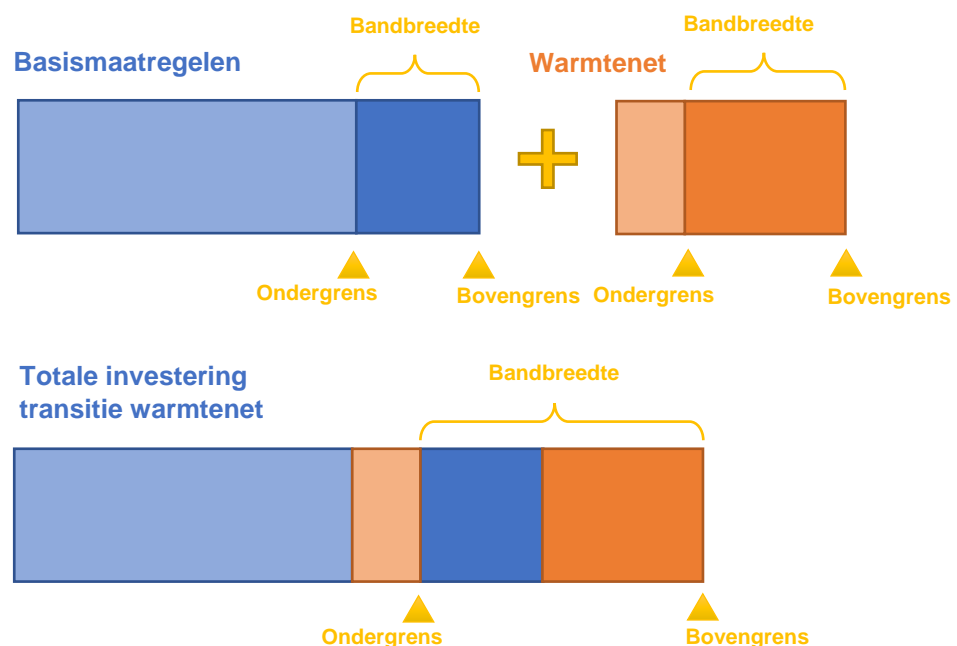 Bandbreedte
Bandbreedte
Basismaatregelen
Warmtenet
Ondergrens
Bovengrens
Ondergrens
Bovengrens
Totale investering
transitie warmtenet
Bandbreedte
Ondergrens
Bovengrens